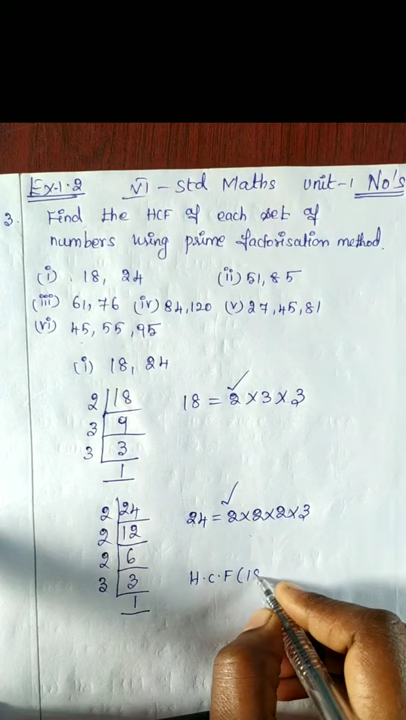 Ex-1.2 VI - Std Maths Unit-1 No's
3. Find the HCF of each set of
numbers using prime factorisation method.
(i) 18, 24 (ii) 51, 85
(iii) 61, 76 (iv) 84, 120 (v) 27, 45, 81
(vi) 45, 55, 95
(i) 18, 24
2 18
3 9
3 3
1
18 = 2 × 3 × 3
2 24
2 12
2 6
3 3
1
24 = 2×2×2×3
H.C.F (18